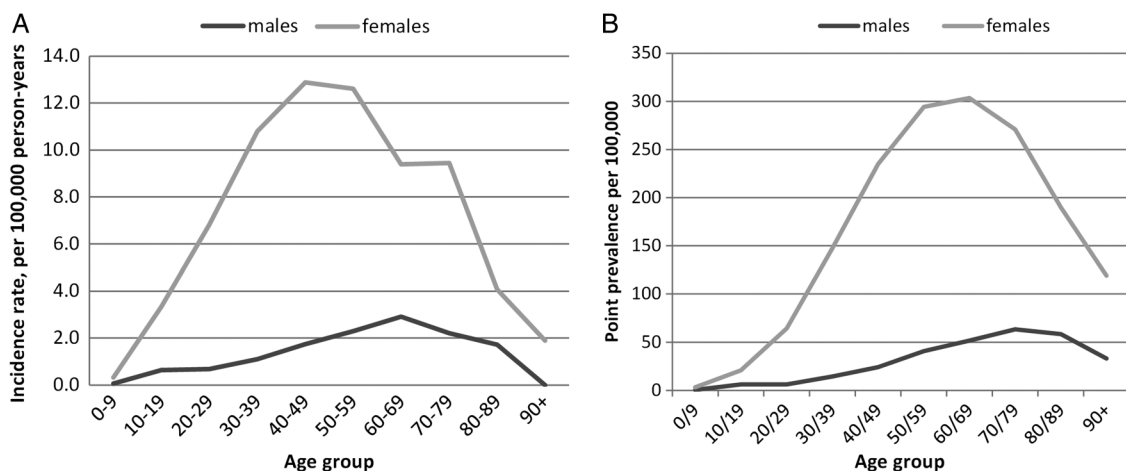 A
males females
Incidence rate, per 100,000 person-years
14.0
12.0
10.0
8.0
6.0
4.0
2.0
0.0
0-9 10-19 20-29 30-39 40-49 50-59 60-69 70-79 80-89 90+
Age group
B
males females
Point prevalence per 100,000
350
300
250
200
150
100
50
0
0/9 10/19 20/29 30/39 40/49 50/59 60/69 70/79 80/89 90+
Age group